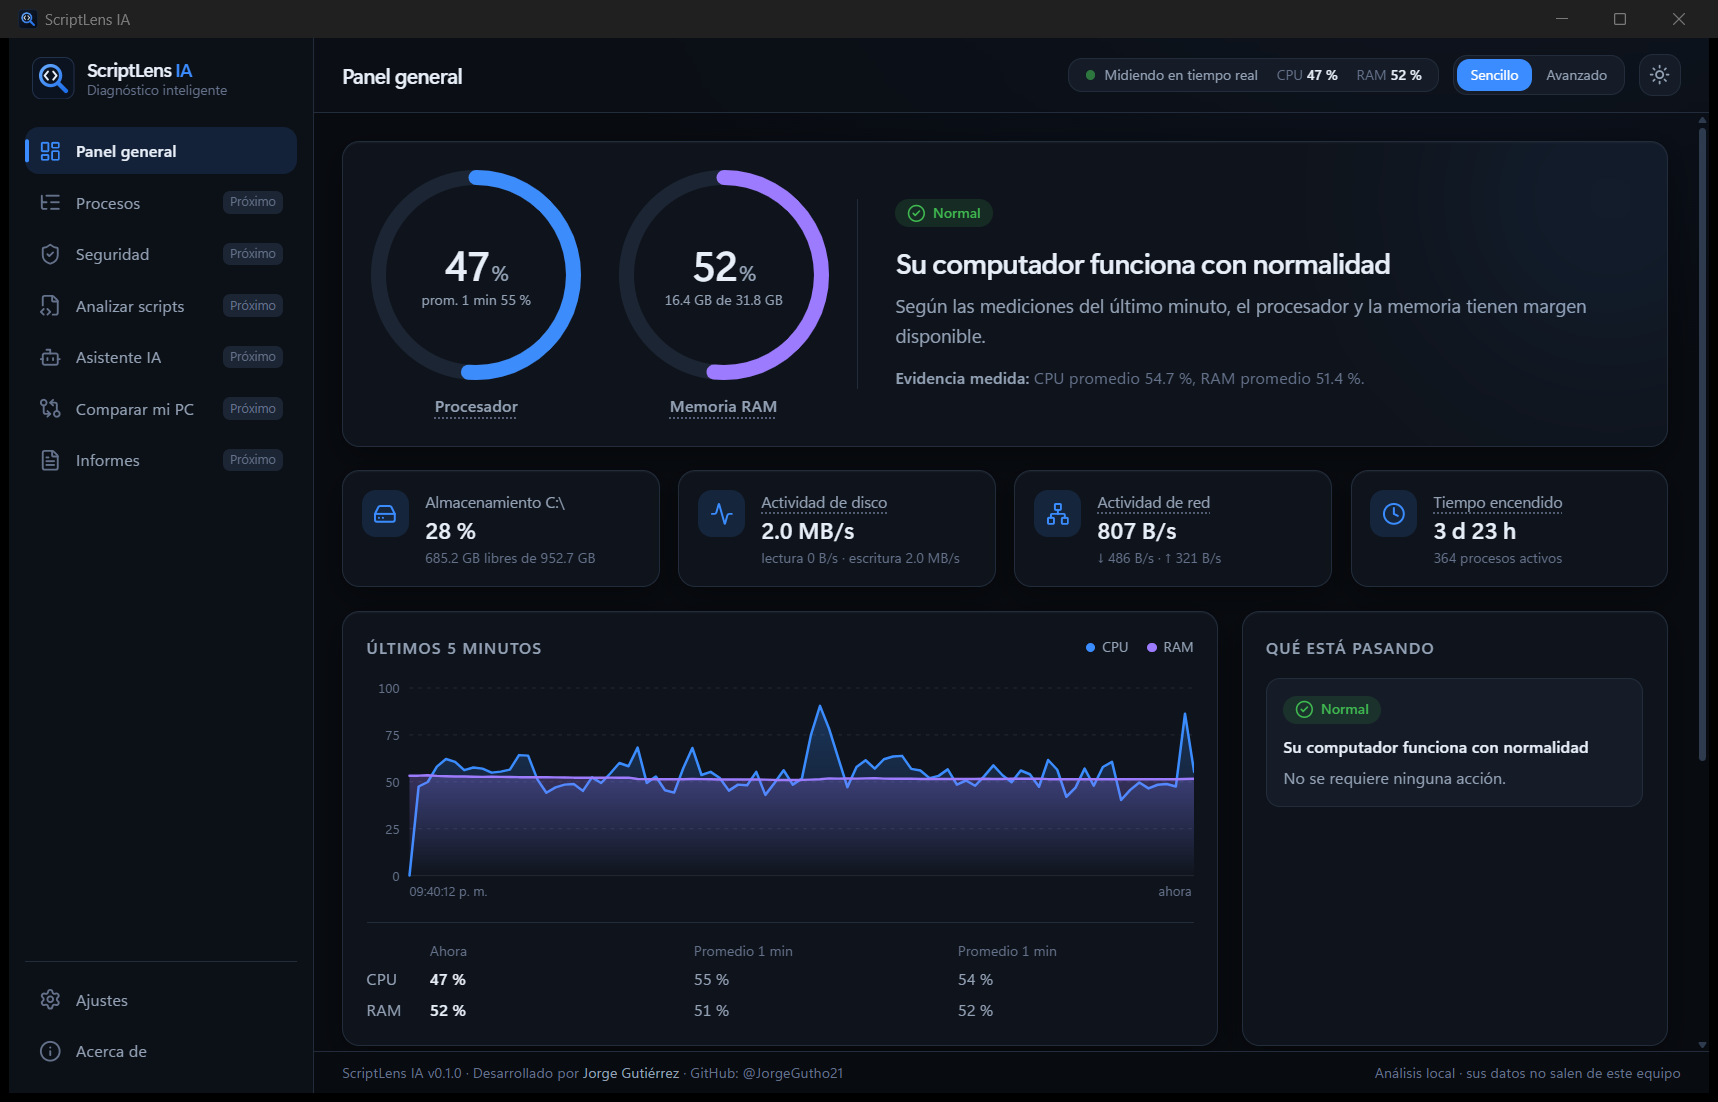 ScriptLens IA
ScriptLens IA
Diagnóstico inteligente
Panel general
Procesos Próximo
Seguridad Próximo
Analizar scripts Próximo
Asistente IA Próximo
Comparar mi PC Próximo
Informes Próximo
Ajustes
Acerca de
Panel general
Midiendo en tiempo real CPU 47 % RAM 52 %
Sencillo Avanzado
47 %
prom. 1 min 55 %
Procesador
52 %
16.4 GB de 31.8 GB
Memoria RAM
Normal
Su computador funciona con normalidad
Según las mediciones del último minuto, el procesador y la memoria tienen margen
disponible.
Evidencia medida: CPU promedio 54.7 %, RAM promedio 51.4 %.
Almacenamiento C:\
28 %
685.2 GB libres de 952.7 GB
Actividad de disco
2.0 MB/s
lectura 0 B/s · escritura 2.0 MB/s
Actividad de red
807 B/s
↓ 486 B/s · ↑ 321 B/s
Tiempo encendido
3 d 23 h
364 procesos activos
ÚLTIMOS 5 MINUTOS
CPU RAM
100
75
50
25
0
09:40:12 p. m. ahora
Ahora Promedio 1 min Promedio 1 min
CPU 47 % 55 % 54 %
RAM 52 % 51 % 52 %
QUÉ ESTÁ PASANDO
Normal
Su computador funciona con normalidad
No se requiere ninguna acción.
ScriptLens IA v0.1.0 · Desarrollado por Jorge Gutiérrez · GitHub: @JorgeGutho21
Análisis local · sus datos no salen de este equipo